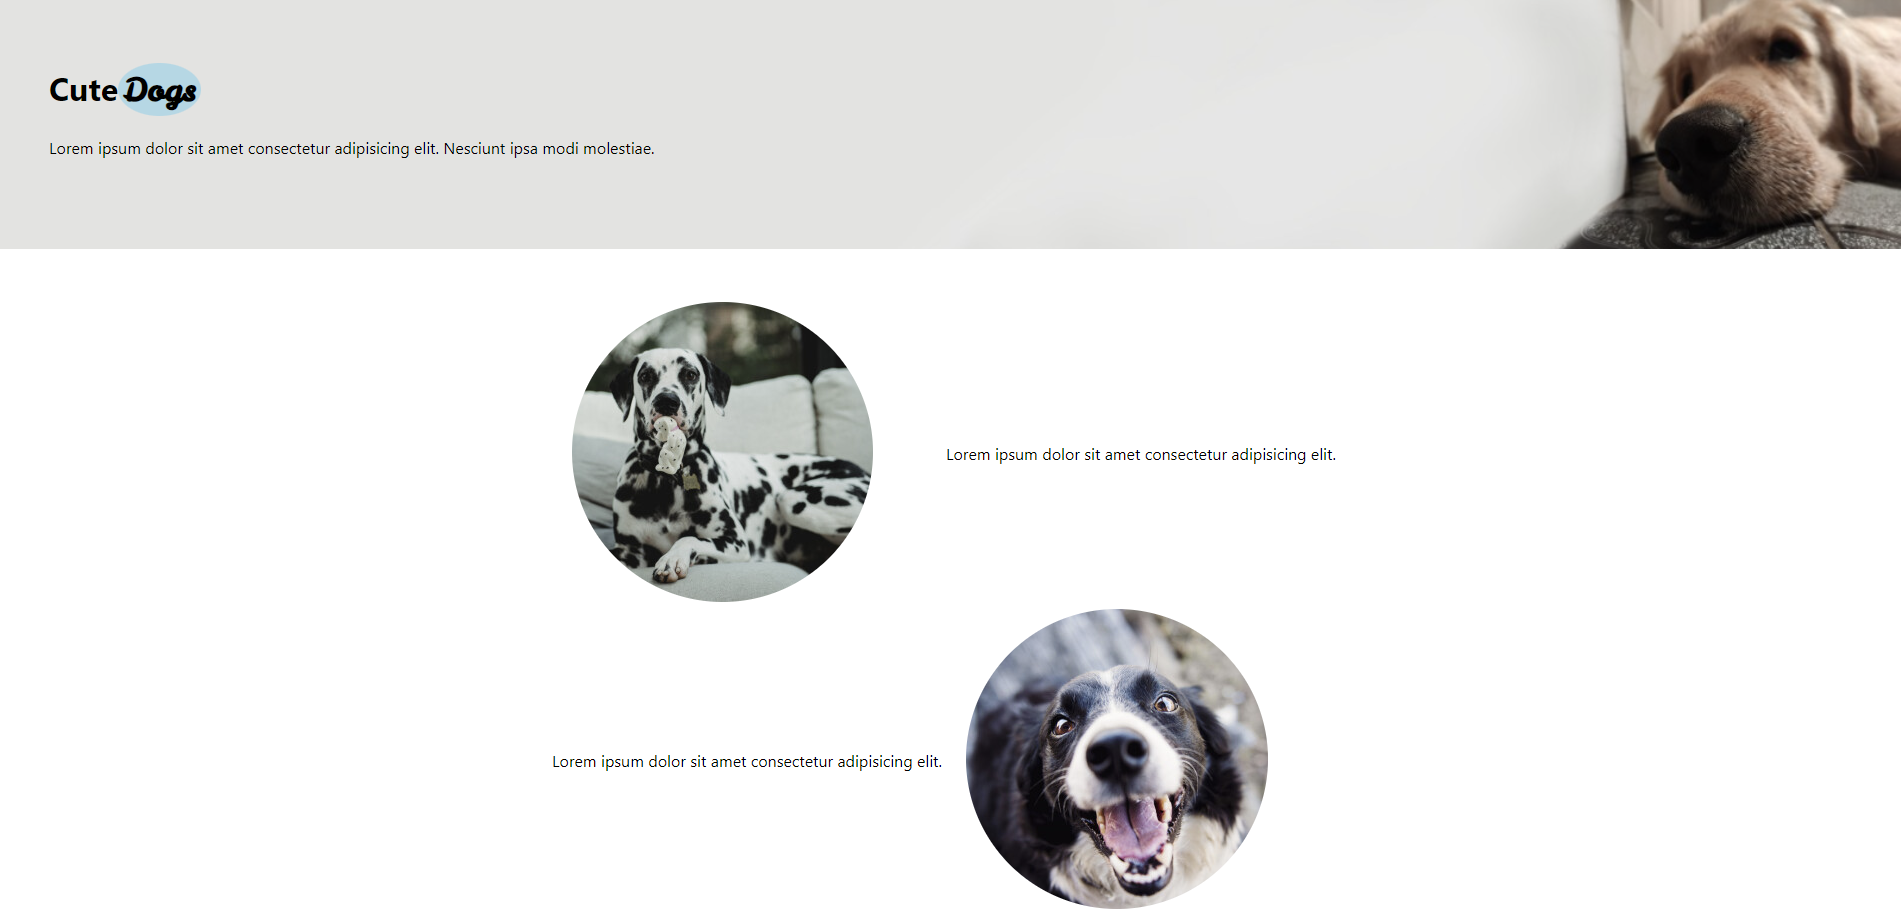 Cute Dogs
Lorem ipsum dolor sit amet consectetur adipisicing elit. Nesciunt ipsa modi molestiae.
Lorem ipsum dolor sit amet consectetur adipisicing elit.
Lorem ipsum dolor sit amet consectetur adipisicing elit.